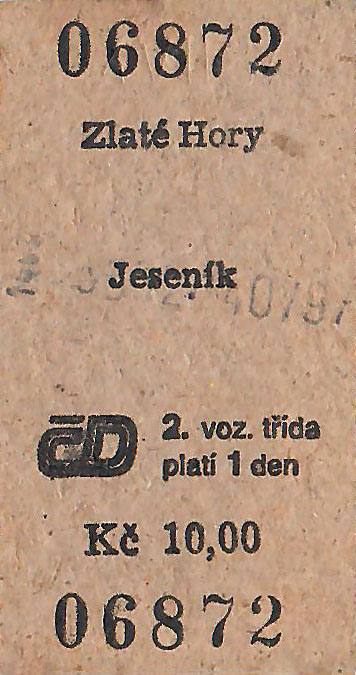 06872
Zlaté Hory
Jeseník
ČD
2. voz. třída
platí 1 den
Kč 10,00
06872